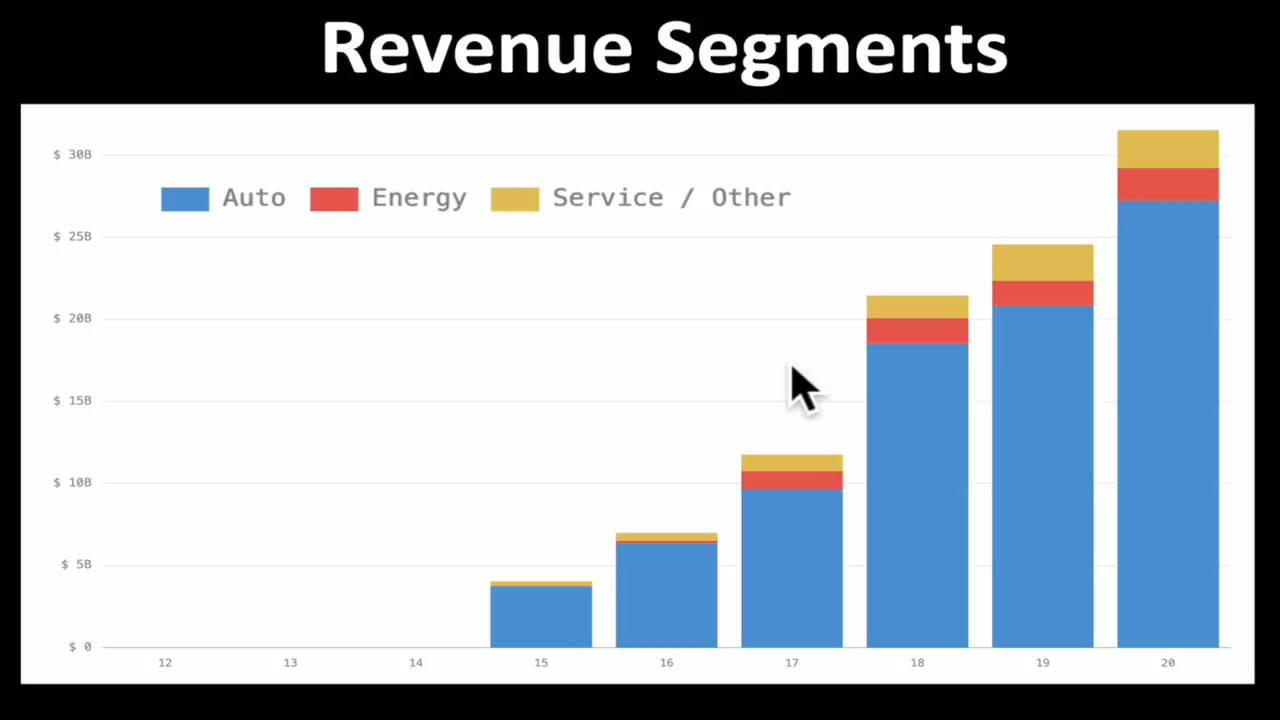 Revenue Segments
$ 30B
Auto Energy Service / Other
$ 25B
$ 20B
$ 15B
$ 10B
$ 5B
$ 0
12 13 14 15 16 17 18 19 20